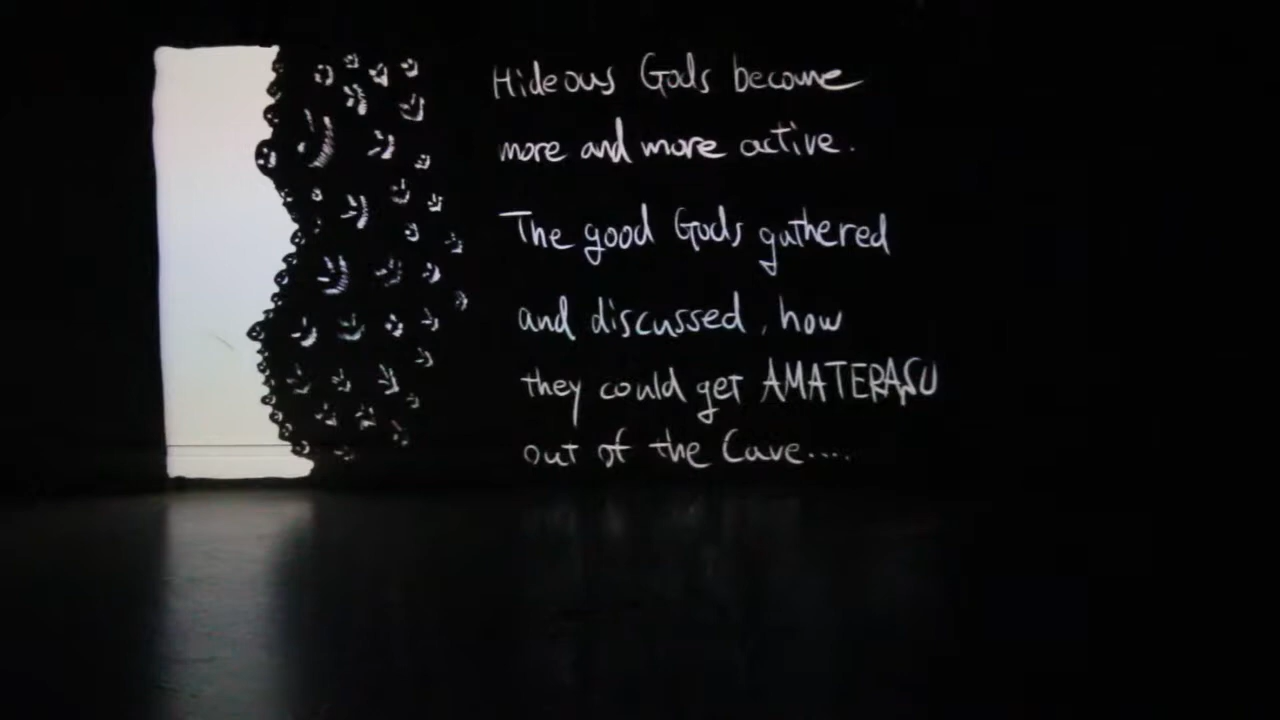 Hideous Gods become
more and more active.
The good Gods gathered
and discussed, how
they could get AMATERASU
out of the Cave....